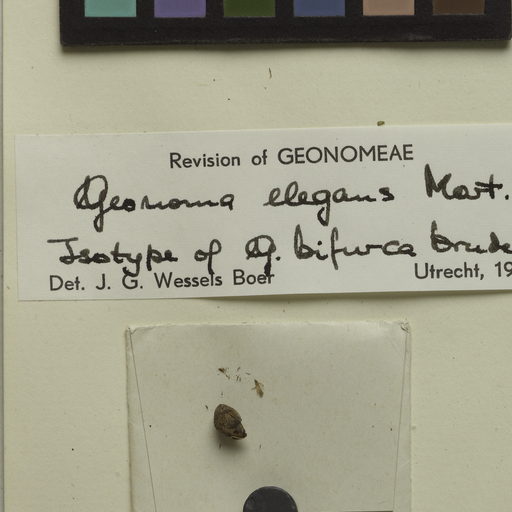 Revision of GEONOMEAE
Geonoma elegans Mart.
Isotype of G. bifurca
Det. J. G. Wessels Boer
Utrecht, 19